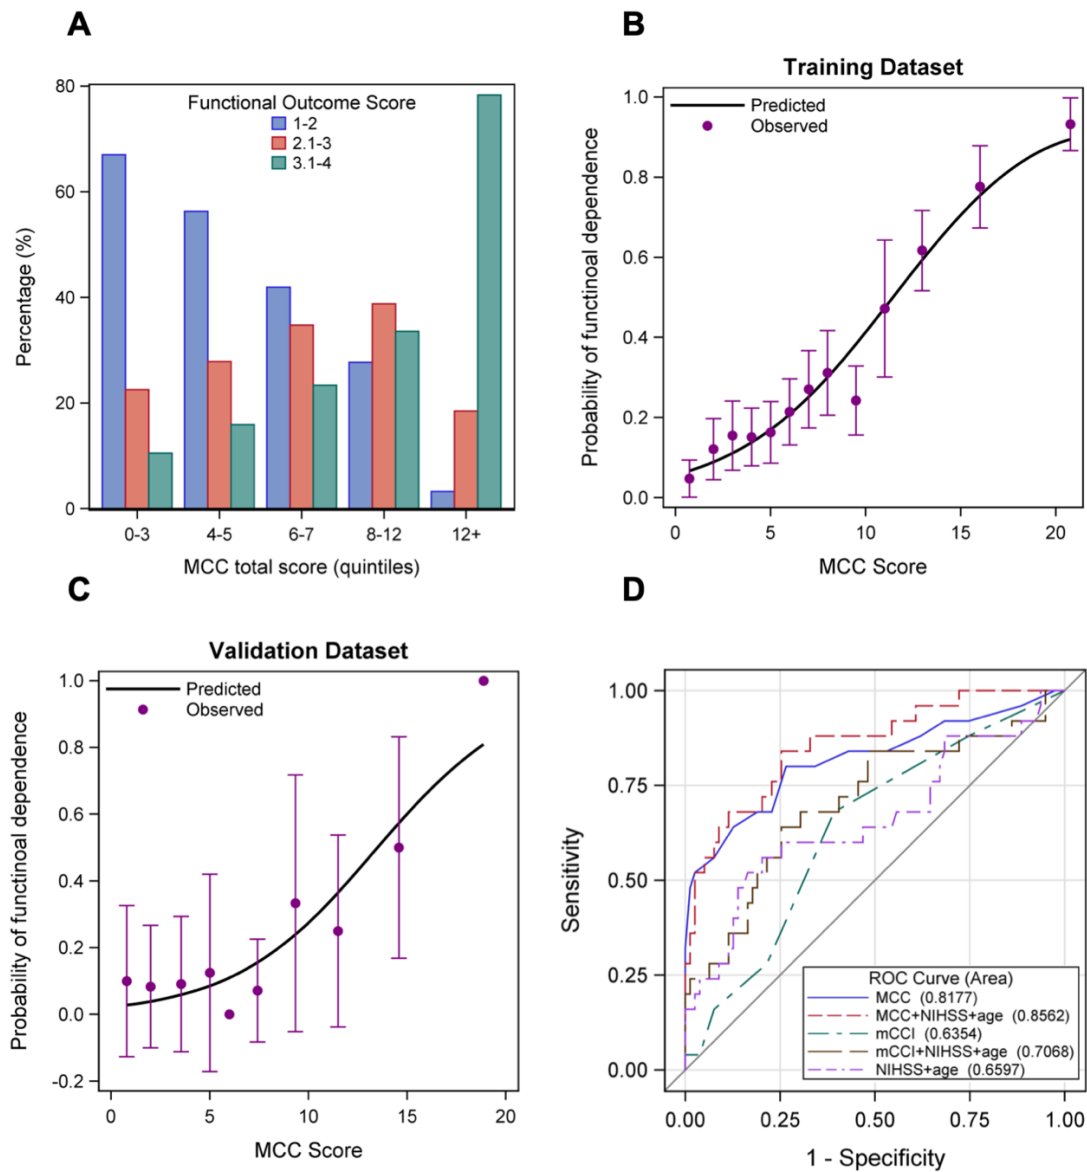 A
Functional Outcome Score
1-2
2.1-3
3.1-4
Percentage (%)
80
60
40
20
0
0-3 4-5 6-7 8-12 12+
MCC total score (quintiles)
B
Training Dataset
Predicted
Observed
Probability of functinoal dependence
1.0
0.8
0.6
0.4
0.2
0.0
0 5 10 15 20
MCC Score
C
Validation Dataset
Predicted
Observed
Probability of functinoal dependence
1.0
0.8
0.6
0.4
0.2
0.0
-0.2
0 5 10 15 20
MCC Score
D
Sensitivity
1.00
0.75
0.50
0.25
0.00
ROC Curve (Area)
MCC (0.8177)
MCC+NIHSS+age (0.8562)
mCCI (0.6354)
mCCI+NIHSS+age (0.7068)
NIHSS+age (0.6597)
0.00 0.25 0.50 0.75 1.00
1 - Specificity